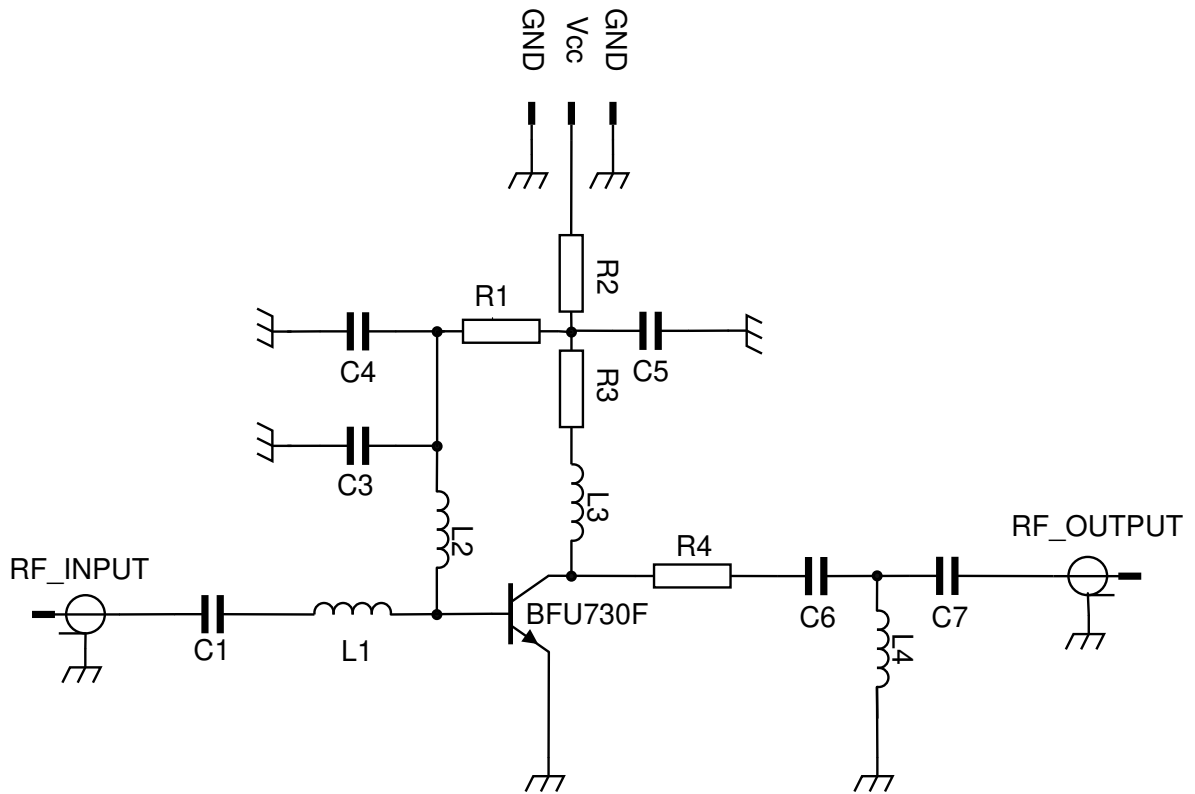 GND
Vcc
GND
R2
R1
C4
R3
C5
C3
L3
L2
RF_OUTPUT
R4
RF_INPUT
BFU730F
C6
C7
C1
L1
L4